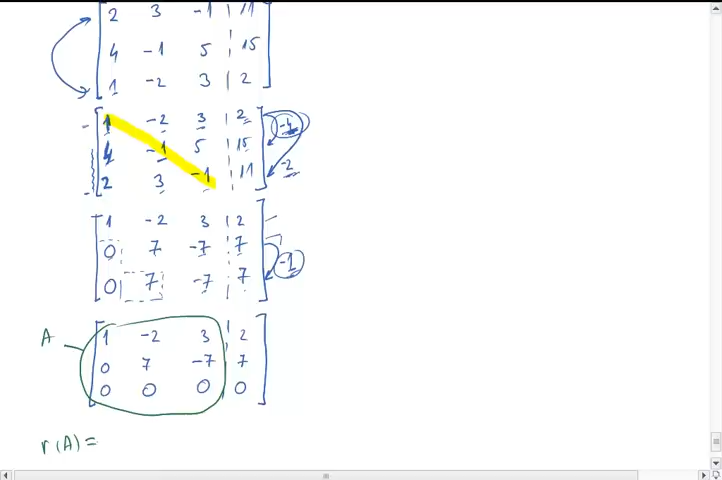 2 3 -1 11
4 -1 5 15
1 -2 3 2
1 -2 3 2 -4
4 -1 5 15
2 3 -1 11 -2
1 -2 3 2
0 7 -7 7 -1
0 7 -7 7
A 1 -2 3 2
0 7 -7 7
0 0 0 0
r(A)=